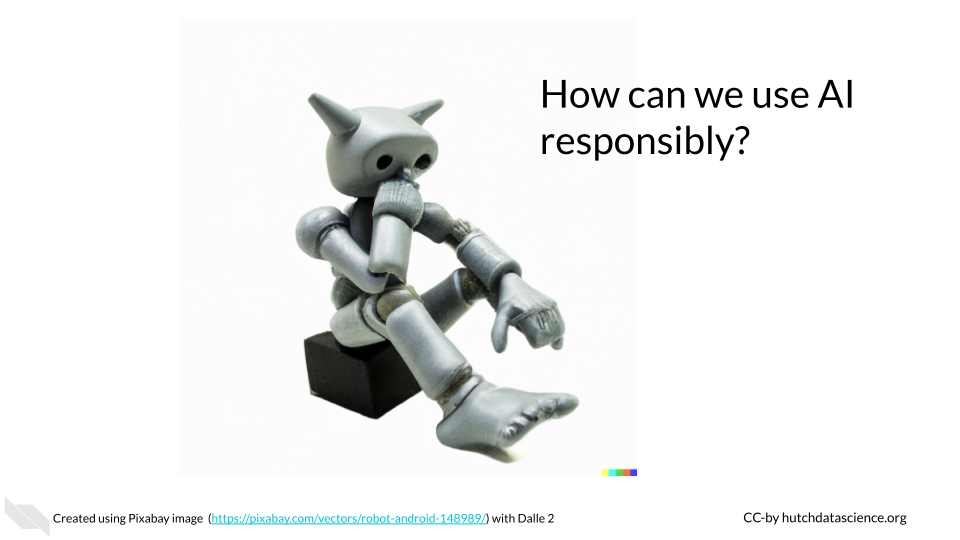 How can we use AI
responsibly?
Created using Pixabay image  (https://pixabay.com/vectors/robot-android-148989/) with Dalle 2
CC-by hutchdatascience.org